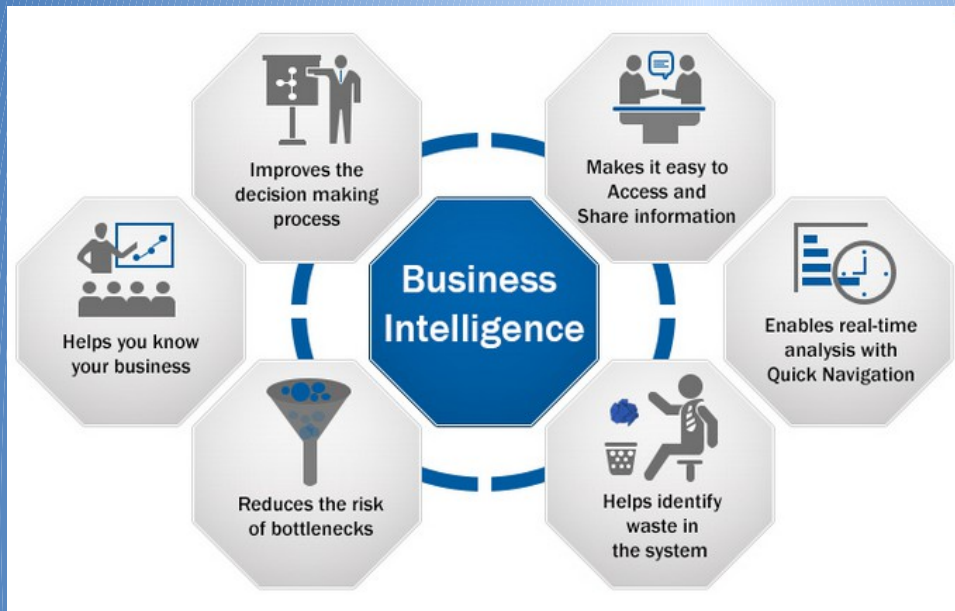 Improves the
decision making
process
Makes it easy to
Access and
Share information
Helps you know
your business
Business
Intelligence
Enables real-time
analysis with
Quick Navigation
Reduces the risk
of bottlenecks
Helps identify
waste in
the system